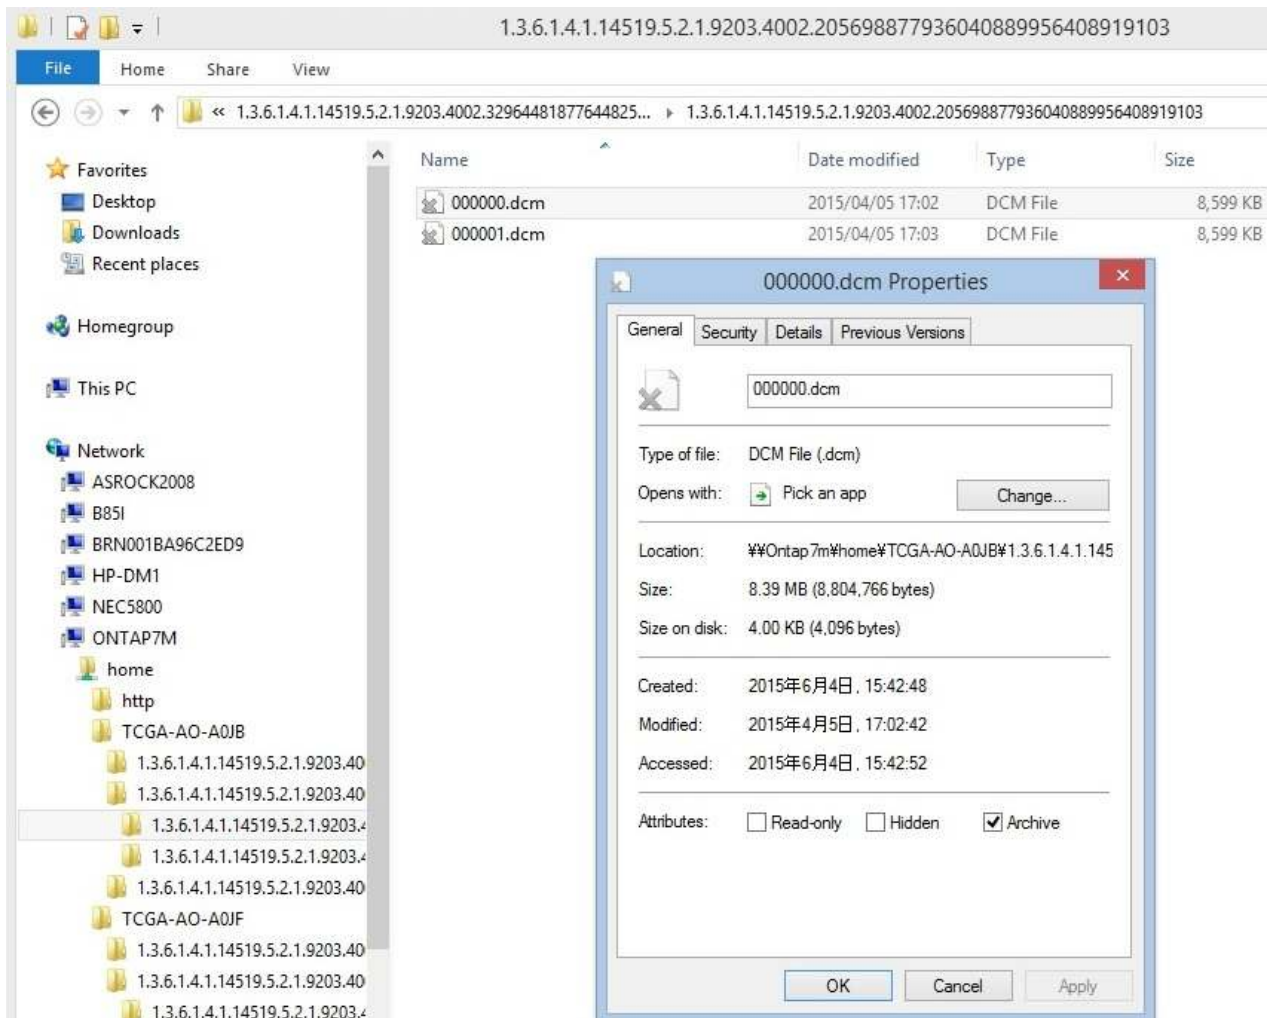 1.3.6.1.4.1.14519.5.2.1.9203.4002.205698877936040889956408919103
File Home Share View
« 1.3.6.1.4.1.14519.5.2.1.9203.4002.32964481877644825... 1.3.6.1.4.1.14519.5.2.1.9203.4002.205698877936040889956408919103
Name Date modified Type Size
000000.dcm 2015/04/05 17:02 DCM File 8,599 KB
000001.dcm 2015/04/05 17:03 DCM File 8,599 KB
Favorites
Desktop
Downloads
Recent places
Homegroup
This PC
Network
ASROCK2008
B85I
BRN001BA96C2ED9
HP-DM1
NEC5800
ONTAP7M
home
http
TCGA-AO-A0JB
1.3.6.1.4.1.14519.5.2.1.9203.40
1.3.6.1.4.1.14519.5.2.1.9203.40
1.3.6.1.4.1.14519.5.2.1.9203.4
1.3.6.1.4.1.14519.5.2.1.9203.4
1.3.6.1.4.1.14519.5.2.1.9203.40
TCGA-AO-A0JF
1.3.6.1.4.1.14519.5.2.1.9203.40
1.3.6.1.4.1.14519.5.2.1.9203.40
1.3.6.1.4.1.14519.5.2.1.9203.4
000000.dcm Properties
General Security Details Previous Versions
000000.dcm
Type of file: DCM File (.dcm)
Opens with: Pick an app Change...
Location: ¥¥Ontap7m¥home¥TCGA-AO-A0JB¥1.3.6.1.4.1.145
Size: 8.39 MB (8,804,766 bytes)
Size on disk: 4.00 KB (4,096 bytes)
Created: 2015年6月4日, 15:42:48
Modified: 2015年4月5日, 17:02:42
Accessed: 2015年6月4日, 15:42:52
Attributes: Read-only Hidden Archive
OK Cancel Apply